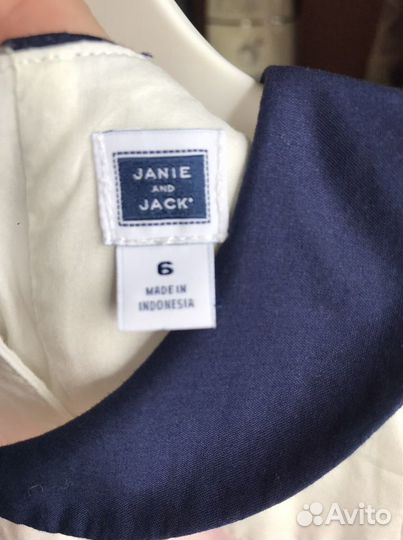 JANIE
AND
JACK®
6
MADE IN
INDONESIA
Avito